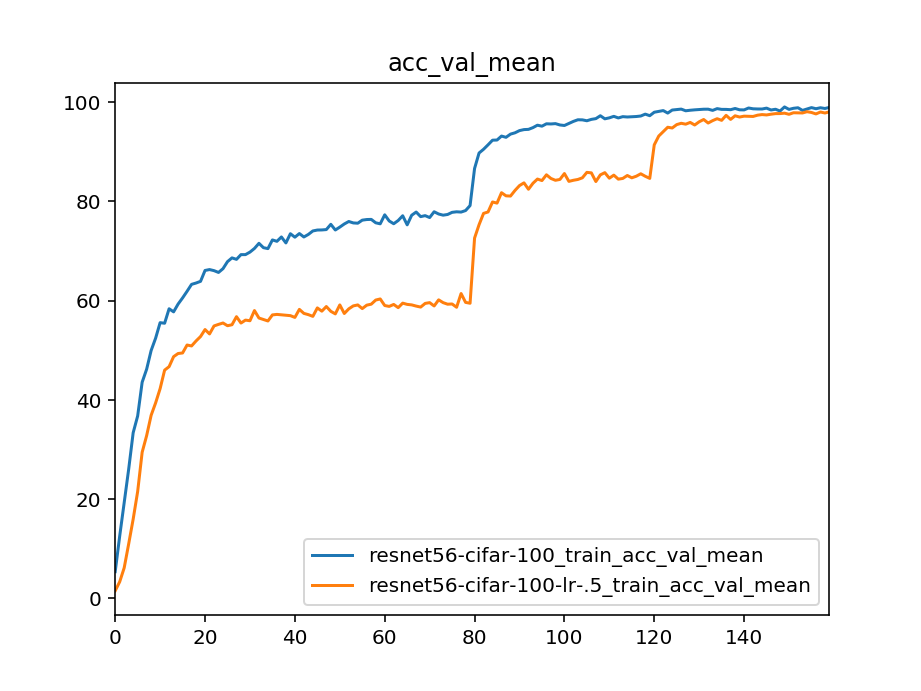 acc_val_mean
100
80
60
40
20
0
resnet56-cifar-100_train_acc_val_mean
resnet56-cifar-100-lr-.5_train_acc_val_mean
0 20 40 60 80 100 120 140